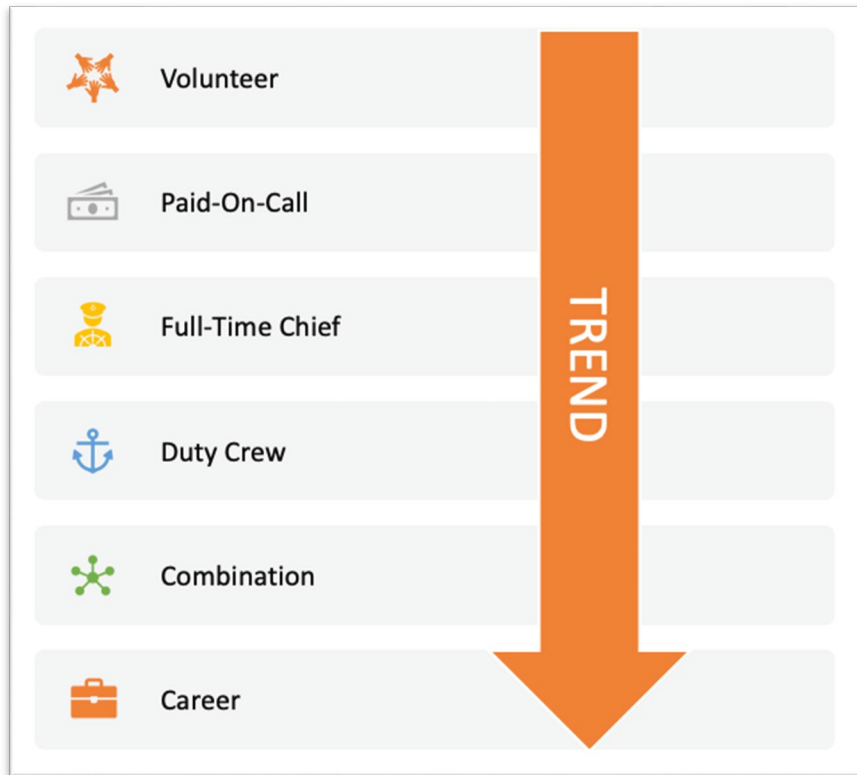 Volunteer
Paid-On-Call
Full-Time Chief
TREND
Duty Crew
Combination
Career